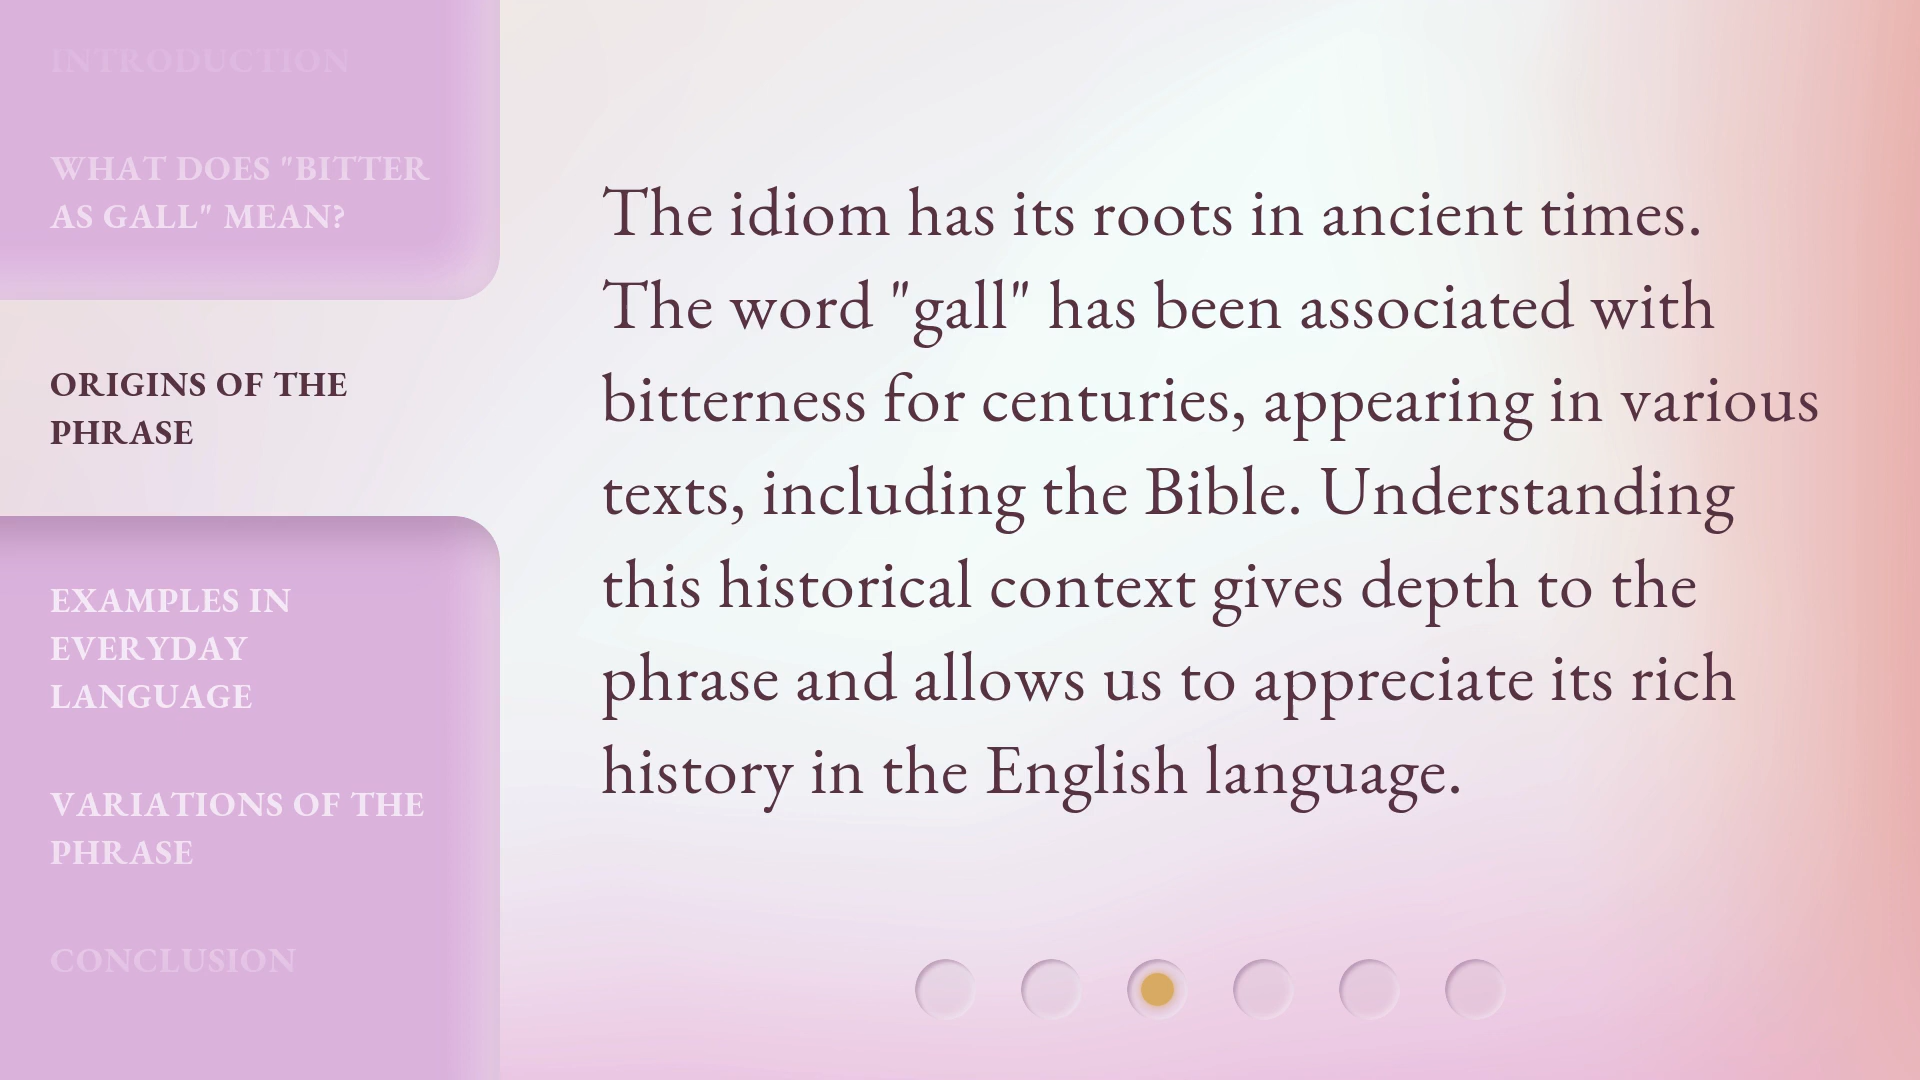 INTRODUCTION
WHAT DOES "BITTER
AS GALL" MEAN?
ORIGINS OF THE
PHRASE
EXAMPLES IN
EVERYDAY
LANGUAGE
VARIATIONS OF THE
PHRASE
CONCLUSION
The idiom has its roots in ancient times.
The word "gall" has been associated with
bitterness for centuries, appearing in various
texts, including the Bible. Understanding
this historical context gives depth to the
phrase and allows us to appreciate its rich
history in the English language.